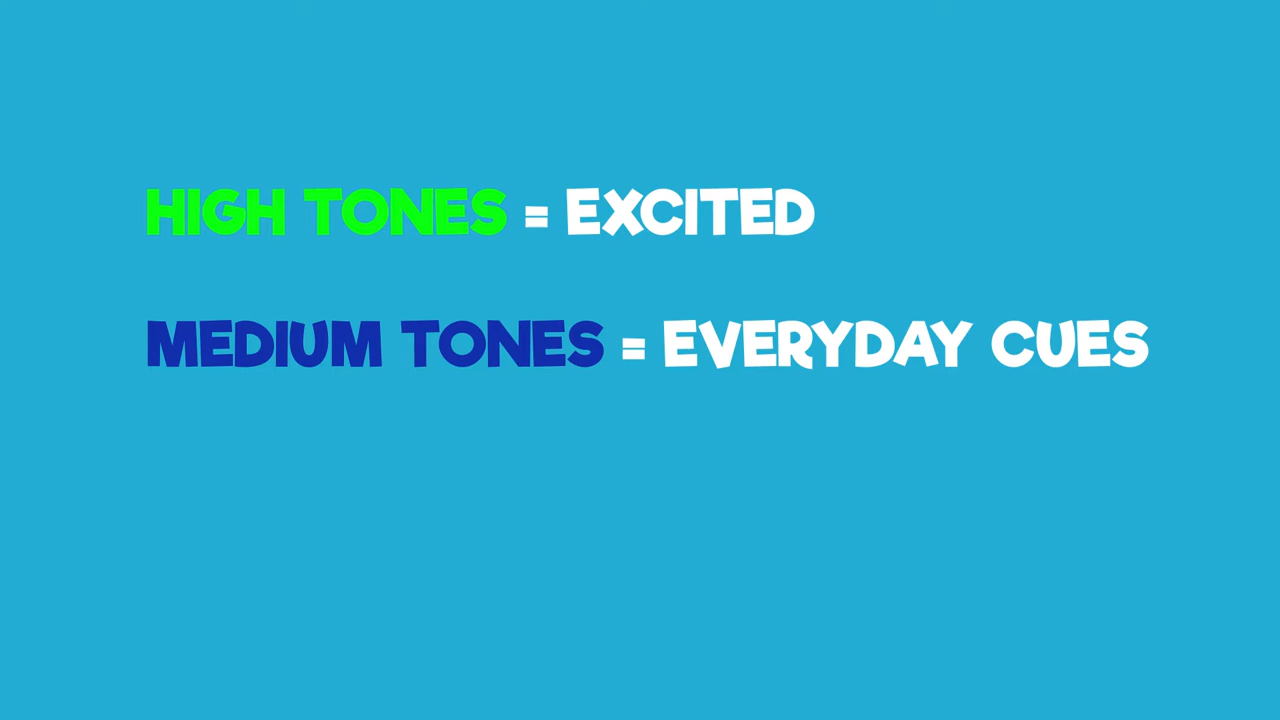 HIGH TONES = EXCITED
MEDIUM TONES = EVERYDAY CUES